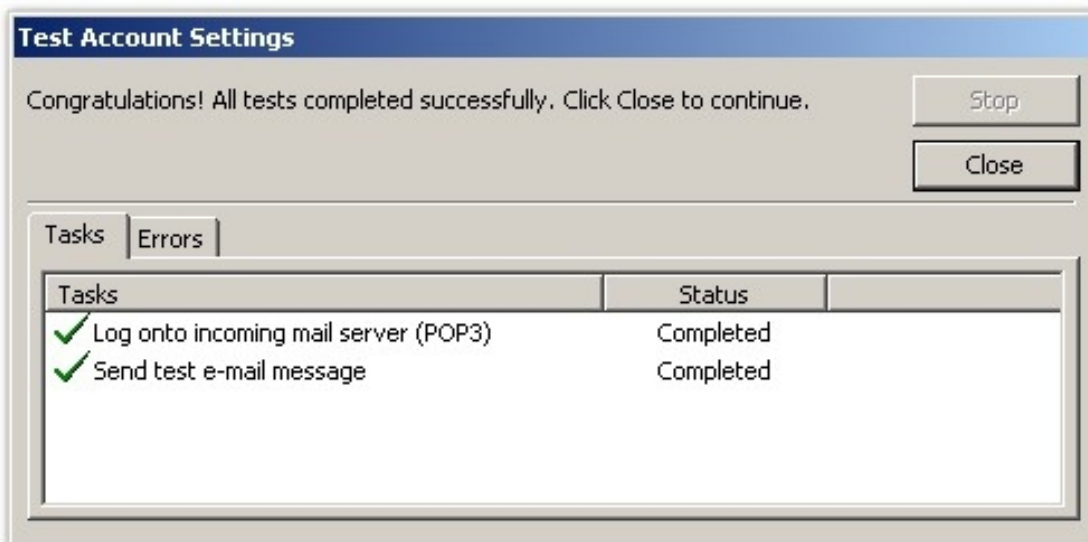 Test Account Settings
Congratulations! All tests completed successfully. Click Close to continue.
Stop
Close
Tasks Errors
Tasks Status
Log onto incoming mail server (POP3) Completed
Send test e-mail message Completed